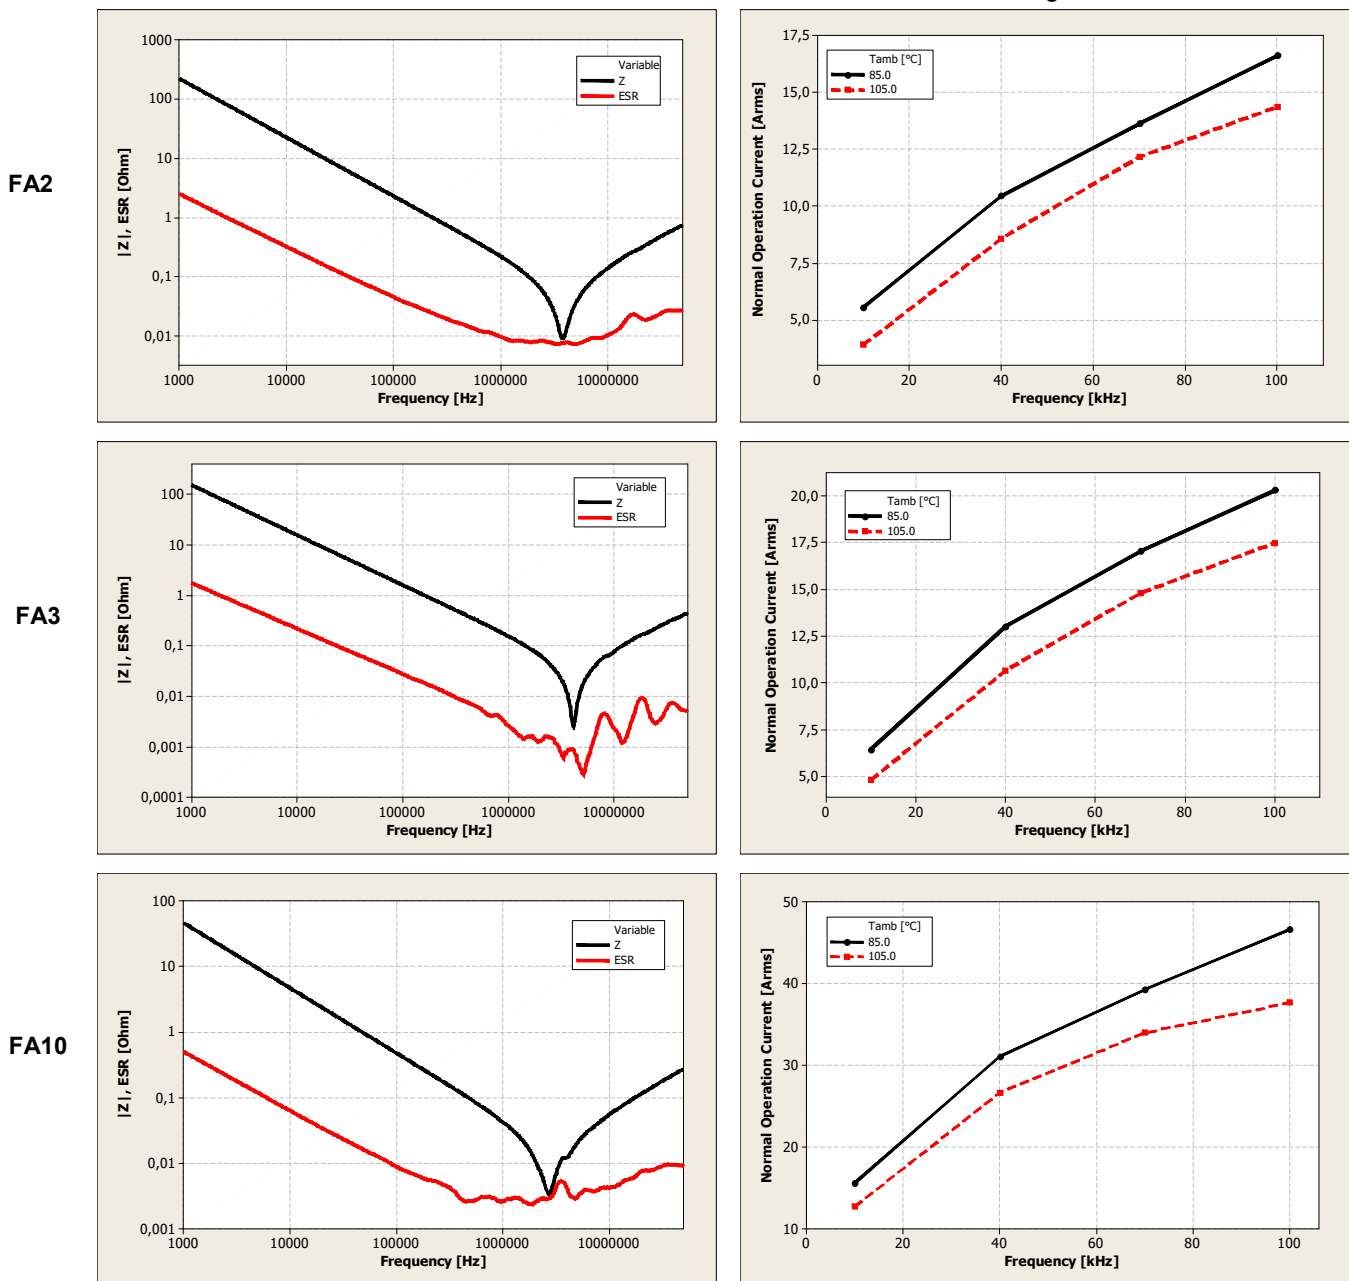 FA2
1000
100
10
1
0,1
0,01
|Z|, ESR [Ohm]
Variable
Z
ESR
1000
10000
100000
1000000
10000000
Frequency [Hz]
17,5
15,0
12,5
10,0
7,5
5,0
Normal Operation Current [Arms]
Tamb [°C]
85.0
105.0
0
20
40
60
80
100
Frequency [kHz]
FA3
100
10
1
0,1
0,01
0,001
0,0001
|Z|, ESR [Ohm]
Variable
Z
ESR
1000
10000
100000
1000000
10000000
Frequency [Hz]
20,0
17,5
15,0
12,5
10,0
7,5
5,0
Normal Operation Current [Arms]
Tamb [°C]
85.0
105.0
0
20
40
60
80
100
Frequency [kHz]
FA10
100
10
1
0,1
0,01
0,001
|Z|, ESR [Ohm]
Variable
Z
ESR
1000
10000
100000
1000000
10000000
Frequency [Hz]
50
40
30
20
10
Normal Operation Current [Arms]
Tamb [°C]
85.0
105.0
0
20
40
60
80
100
Frequency [kHz]